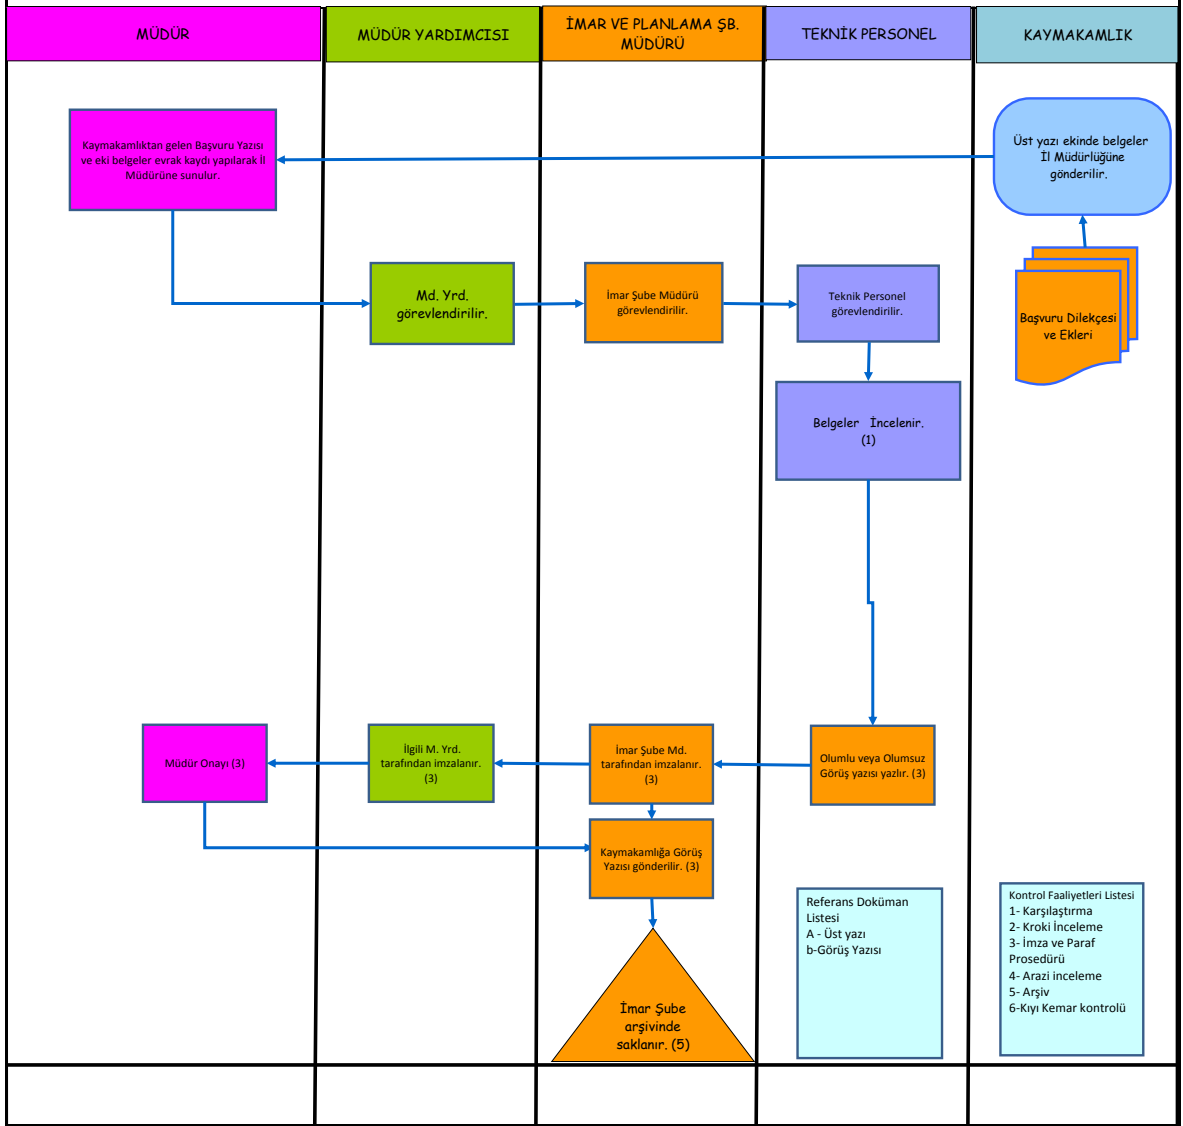 MÜDÜR
MÜDÜR YARDIMCISI
İMAR VE PLANLAMA ŞB.
MÜDÜRÜ
TEKNİK PERSONEL
KAYMAKAMLIK
Kaymakamlıktan gelen Başvuru Yazısı
ve eki belgeler evrak kaydı yapılarak İl
Müdürüne sunulur.
Üst yazı ekinde belgeler
İl Müdürlüğüne
gönderilir.
Md. Yrd.
görevlendirilir.
İmar Şube Müdürü
görevlendirilir.
Teknik Personel
görevlendirilir.
Başvuru Dilekçesi
ve Ekleri
Belgeler İncelenir.
(1)
Müdür Onayı (3)
İlgili M. Yrd.
tarafından imzalanır.
(3)
İmar Şube Md.
tarafından imzalanır.
(3)
Olumlu veya Olumsuz
Görüş yazısı yazlır. (3)
Kaymakamlığa Görüş
Yazısı gönderilir. (3)
Referans Doküman
Listesi
A - Üst yazı
b-Görüş Yazısı
Kontrol Faaliyetleri Listesi
1- Karşılaştırma
2- Kroki İnceleme
3- İmza ve Paraf
Prosedürü
4- Arazi inceleme
5- Arşiv
6-Kıyı Kemar kontrolü
İmar Şube
arşivinde
saklanır. (5)